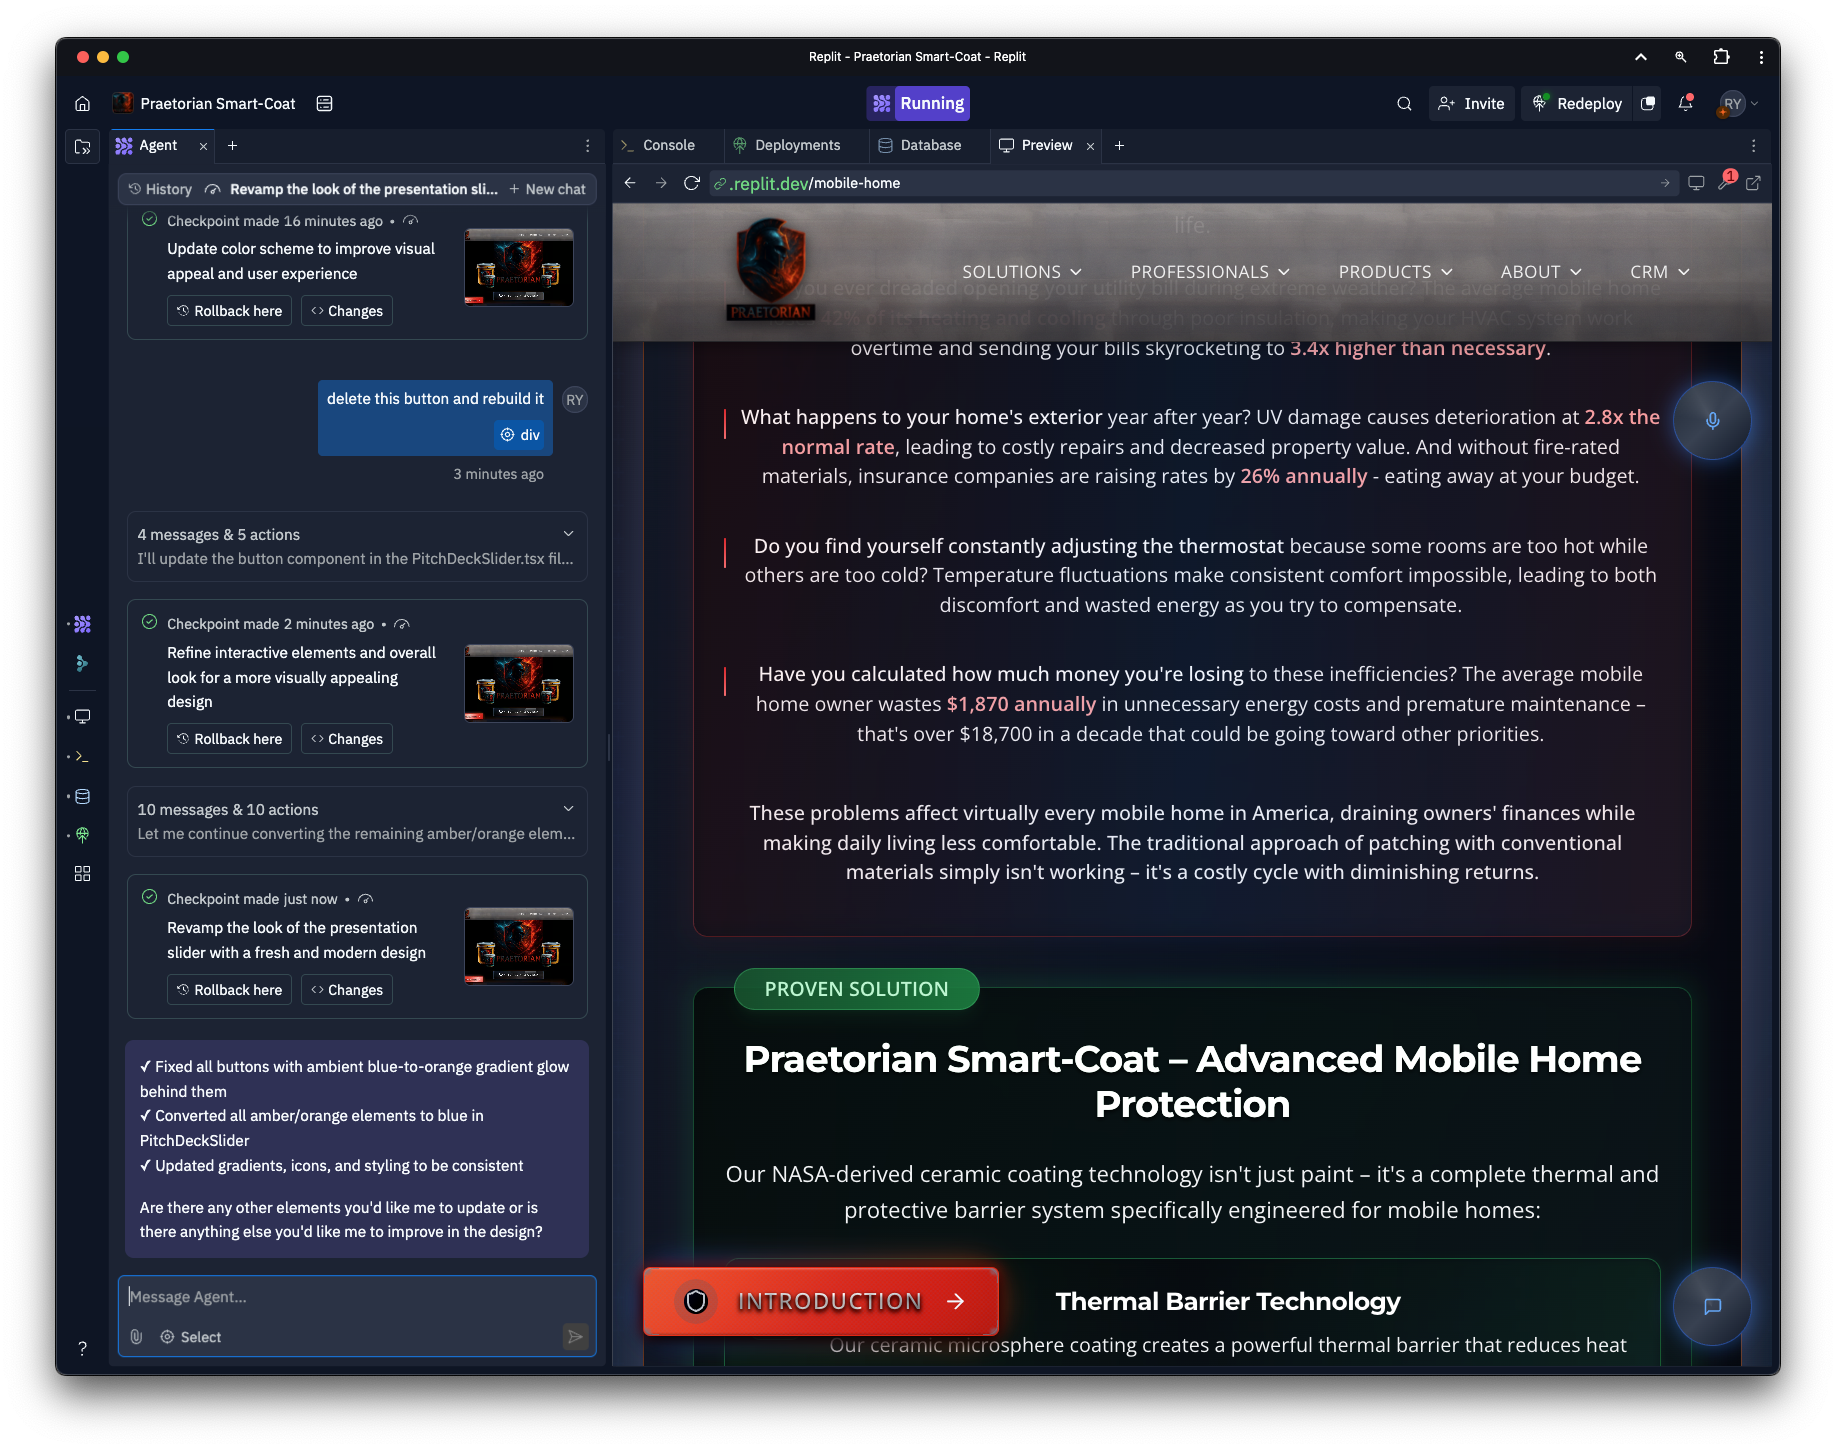 Replit - Praetorian Smart-Coat - Replit
Praetorian Smart-Coat
Running
Invite
Redeploy
RY
Agent
Console
Deployments
Database
Preview
History
Revamp the look of the presentation sli...
New chat
.replit.dev/mobile-home
1
Checkpoint made 16 minutes ago •
Update color scheme to improve visual
appeal and user experience
Rollback here
Changes
delete this button and rebuild it
div
RY
3 minutes ago
4 messages & 5 actions
I'll update the button component in the PitchDeckSlider.tsx fil...
Checkpoint made 2 minutes ago •
Refine interactive elements and overall
look for a more visually appealing
design
Rollback here
Changes
10 messages & 10 actions
Let me continue converting the remaining amber/orange elem...
Checkpoint made just now •
Revamp the look of the presentation
slider with a fresh and modern design
Rollback here
Changes
✓ Fixed all buttons with ambient blue-to-orange gradient glow
behind them
✓ Converted all amber/orange elements to blue in
PitchDeckSlider
✓ Updated gradients, icons, and styling to be consistent
Are there any other elements you'd like me to update or is
there anything else you'd like me to improve in the design?
Message Agent...
Select
?
life.
PRAETORIAN
SOLUTIONS
PROFESSIONALS
PRODUCTS
ABOUT
CRM
you ever dreaded opening your utility bill during extreme weather? The average mobile home
42% of its heating and cooling through poor insulation, making your HVAC system work
overtime and sending your bills skyrocketing to 3.4x higher than necessary.
What happens to your home's exterior year after year? UV damage causes deterioration at 2.8x the
normal rate, leading to costly repairs and decreased property value. And without fire-rated
materials, insurance companies are raising rates by 26% annually - eating away at your budget.
Do you find yourself constantly adjusting the thermostat because some rooms are too hot while
others are too cold? Temperature fluctuations make consistent comfort impossible, leading to both
discomfort and wasted energy as you try to compensate.
Have you calculated how much money you're losing to these inefficiencies? The average mobile
home owner wastes $1,870 annually in unnecessary energy costs and premature maintenance –
that's over $18,700 in a decade that could be going toward other priorities.
These problems affect virtually every mobile home in America, draining owners' finances while
making daily living less comfortable. The traditional approach of patching with conventional
materials simply isn't working – it's a costly cycle with diminishing returns.
PROVEN SOLUTION
Praetorian Smart-Coat – Advanced Mobile Home
Protection
Our NASA-derived ceramic coating technology isn't just paint – it's a complete thermal and
protective barrier system specifically engineered for mobile homes:
INTRODUCTION
Thermal Barrier Technology
Our ceramic microsphere coating creates a powerful thermal barrier that reduces heat